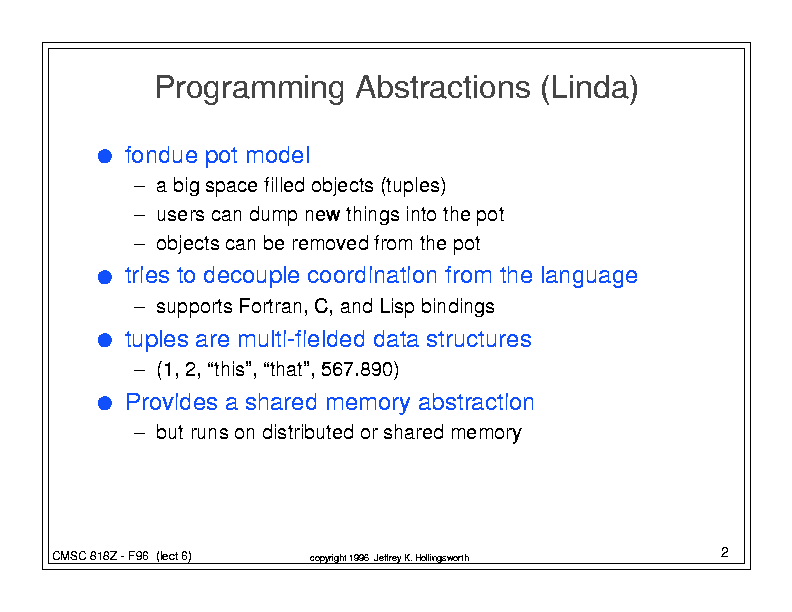 Programming Abstractions (Linda)
● fondue pot model
– a big space filled objects (tuples)
– users can dump new things into the pot
– objects can be removed from the pot
● tries to decouple coordination from the language
– supports Fortran, C, and Lisp bindings
● tuples are multi-fielded data structures
– (1, 2, “this”, “that”, 567.890)
● Provides a shared memory abstraction
– but runs on distributed or shared memory
CMSC 818Z - F96 (lect 6)
copyright 1996 Jeffrey K. Hollingsworth
2